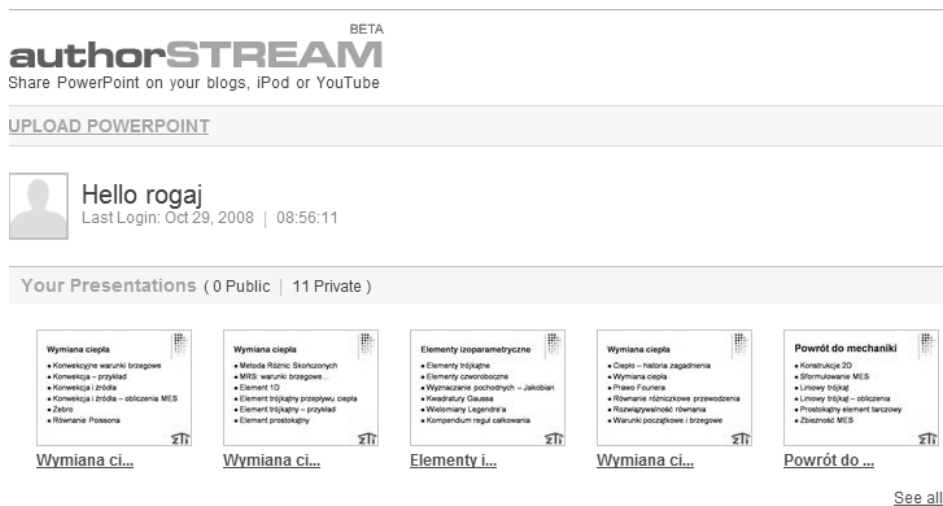 BETA
authorSTREAM
Share PowerPoint on your blogs, iPod or YouTube
UPLOAD POWERPOINT
Hello rogaj
Last Login: Oct 29, 2008 | 08:56:11
Your Presentations ( 0 Public | 11 Private )
Wymiana ciepła
• Konwekcyjne warunki brzegowe
• Konwekcja – przykład
• Konwekcja i źródła
• Konwekcja i źródła – obliczenia MES
• Żebro
• Równanie Poissona
Wymiana ci...
Wymiana ciepła
• Metoda Różnic Skończonych
• MRS: warunki brzegowe...
• Element 1D
• Element trójkątny przepływu ciepła
• Element trójkątny – przykład
• Element prostokątny
Wymiana ci...
Elementy izoparametryczne
• Elementy trójkątne
• Elementy czworoboczne
• Wyznaczanie pochodnych – Jakobian
• Kwadratury Gaussa
• Wielomiany Legendre'a
• Kompendium reguł całkowania
Elementy i...
Wymiana ciepła
• Ciepło – historia zagadnienia
• Wymiana ciepła
• Prawo Fouriera
• Równanie różniczkowe przewodzenia
• Rozwiązywalność równania
• Warunki początkowe i brzegowe
Wymiana ci...
Powrót do mechaniki
• Konstrukcje 2D
• Sformułowanie MES
• Liniowy trójkąt
• Liniowy trójkąt – obliczenia
• Prostokątny element tarczowy
• Zbieżność MES
Powrót do ...
See all